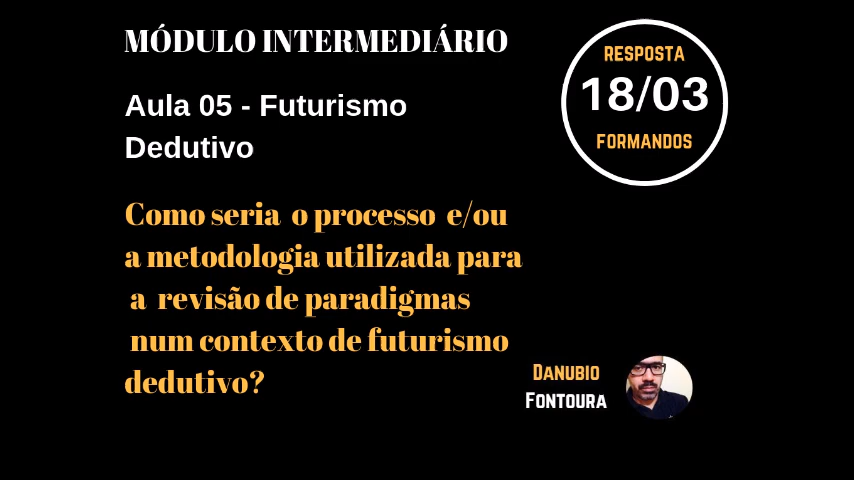 MÓDULO INTERMEDIÁRIO
Aula 05 - Futurismo
Dedutivo
RESPOSTA
18/03
FORMANDOS
Como seria o processo e/ou
a metodologia utilizada para
a revisão de paradigmas
num contexto de futurismo
dedutivo?
DANUBIO
FONTOURA